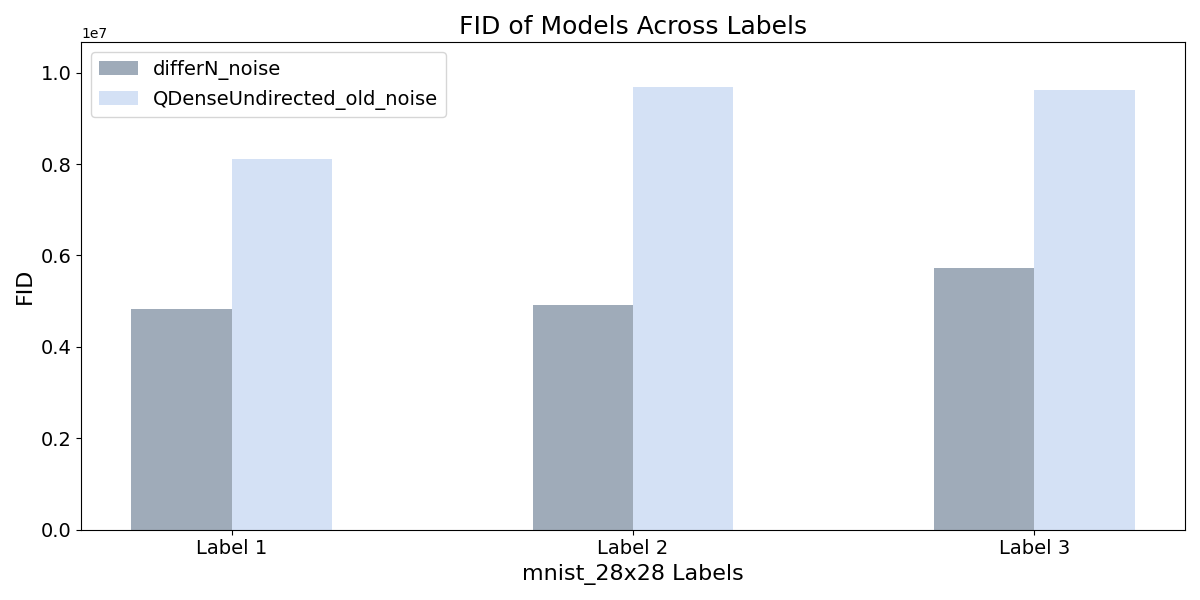 FID of Models Across Labels
1e7
differN_noise
QDenseUndirected_old_noise
1.0
0.8
0.6
0.4
0.2
0.0
FID
Label 1
Label 2
Label 3
mnist_28x28 Labels